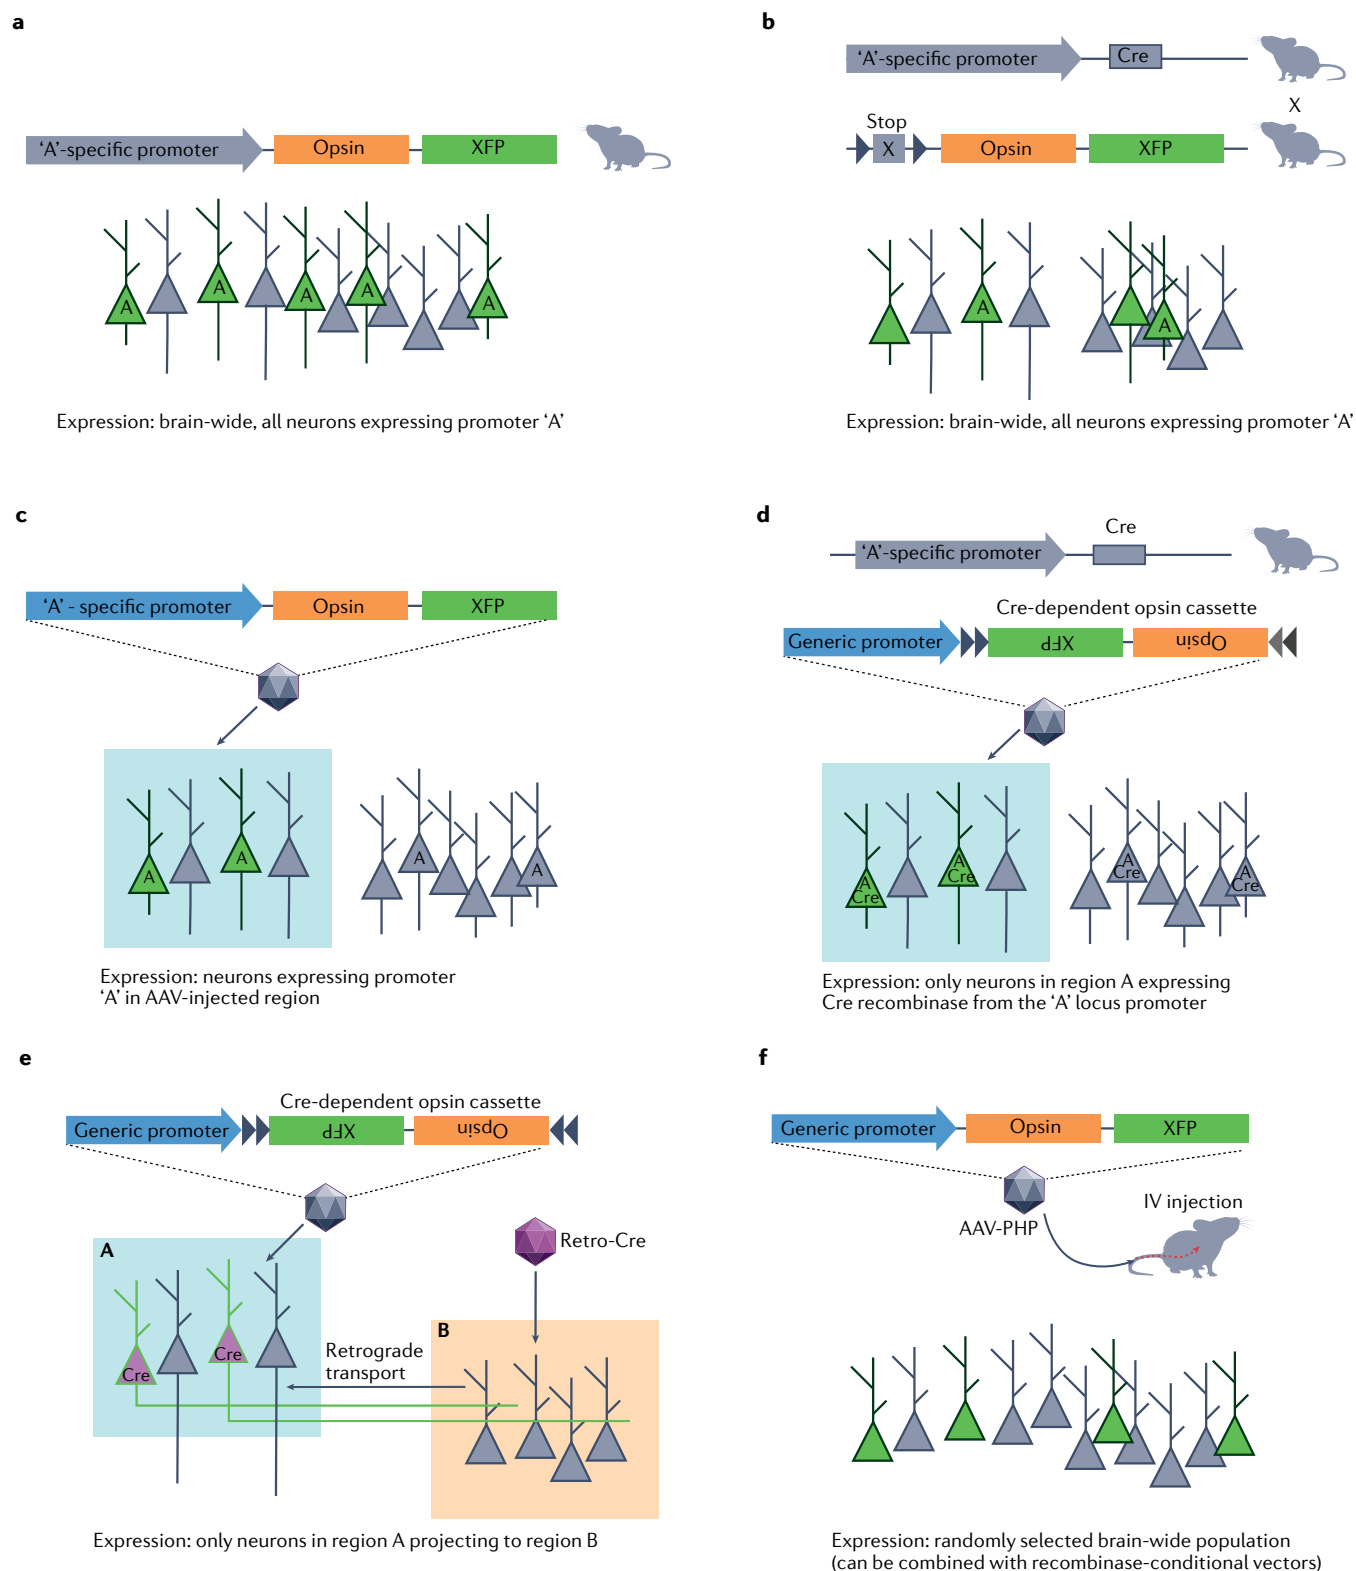 a
'A'-specific promoter
Opsin
XFP
A
A
A
A
A
Expression: brain-wide, all neurons expressing promoter 'A'
b
'A'-specific promoter
Cre
X
Stop
X
Opsin
XFP
A
A
Expression: brain-wide, all neurons expressing promoter 'A'
c
'A' - specific promoter
Opsin
XFP
A
A
A
A
Expression: neurons expressing promoter
'A' in AAV-injected region
d
Cre
'A'-specific promoter
Cre-dependent opsin cassette
Generic promoter
XFP
Opsin
A
Cre
A
Cre
A
Cre
A
Cre
Expression: only neurons in region A expressing
Cre recombinase from the 'A' locus promoter
e
Cre-dependent opsin cassette
Generic promoter
XFP
Opsin
Retro-Cre
A
Cre
Cre
B
Retrograde
transport
Expression: only neurons in region A projecting to region B
f
Generic promoter
Opsin
XFP
AAV-PHP
IV injection
Expression: randomly selected brain-wide population
(can be combined with recombinase-conditional vectors)